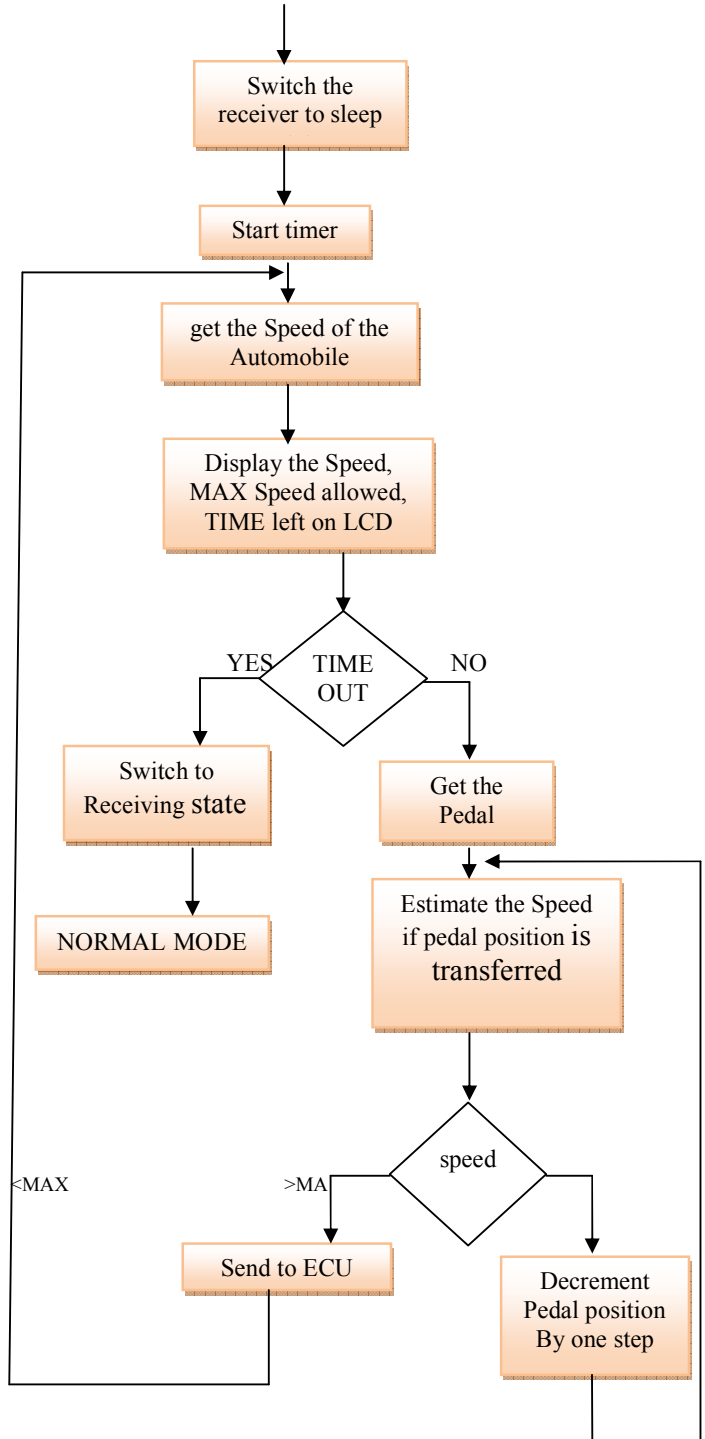 Switch the
receiver to sleep
Start timer
get the Speed of the
Automobile
Display the Speed,
MAX Speed allowed,
TIME left on LCD
YES
TIME
OUT
NO
Switch to
Receiving state
Get the
Pedal
NORMAL MODE
Estimate the Speed
if pedal position is
transferred
speed
<MAX
>MA
Send to ECU
Decrement
Pedal position
By one step